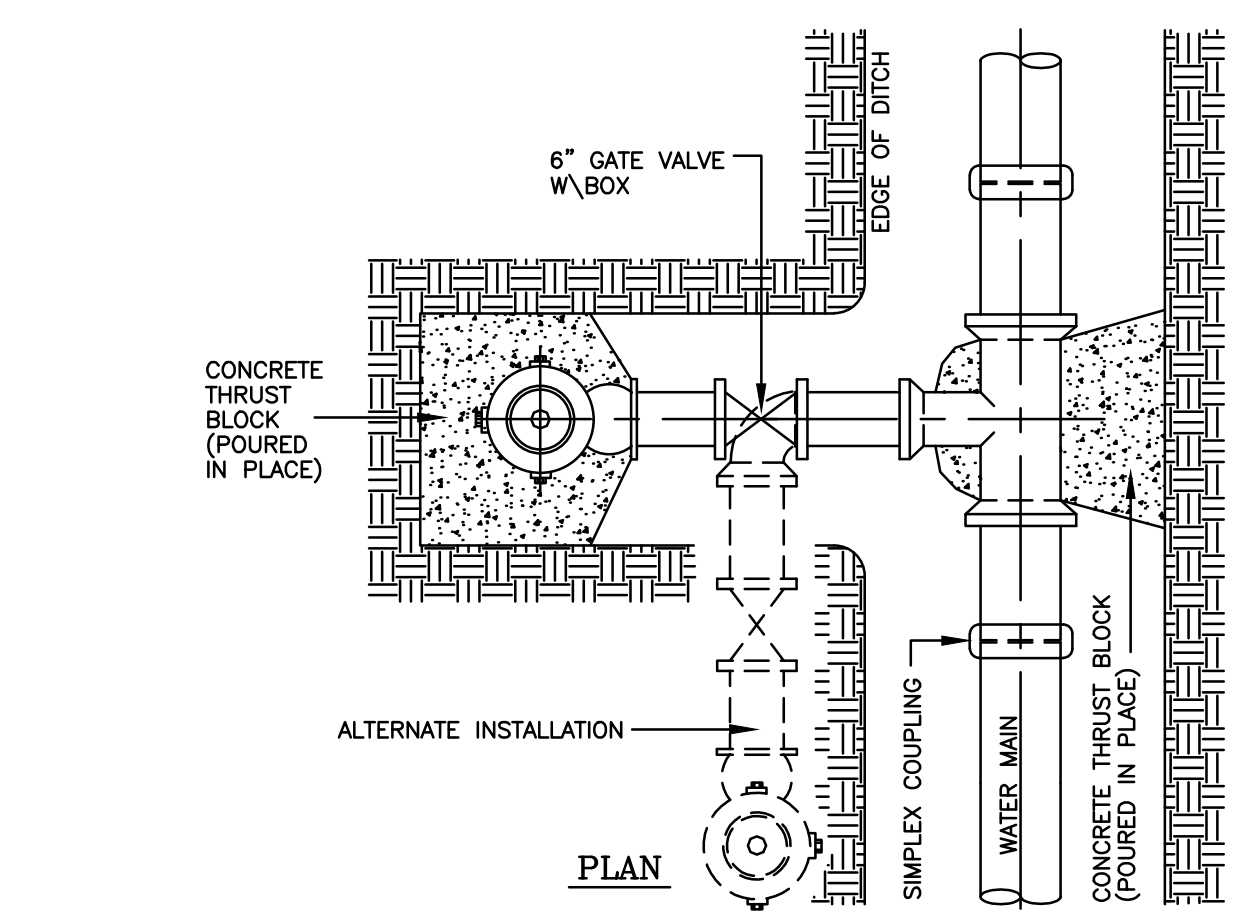 6” GATE VALVE
W\BOX
EDGE OF DITCH
CONCRETE
THRUST
BLOCK
(POURED
IN PLACE)
ALTERNATE INSTALLATION
SIMPLEX COUPLING
WATER MAIN
CONCRETE THRUST BLOCK
(POURED IN PLACE)
PLAN